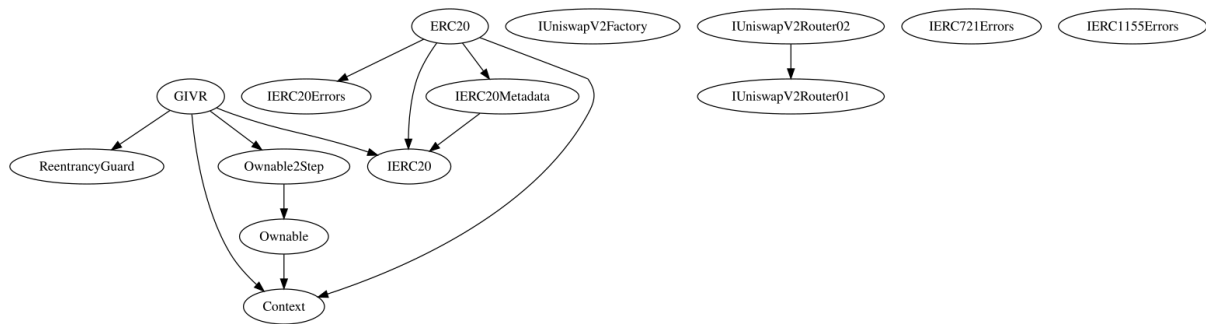 ERC20
IUniswapV2Factory
IUniswapV2Router02
IERC721Errors
IERC1155Errors
GIVR
IERC20Errors
IERC20Metadata
IUniswapV2Router01
ReentrancyGuard
Ownable2Step
IERC20
Ownable
Context